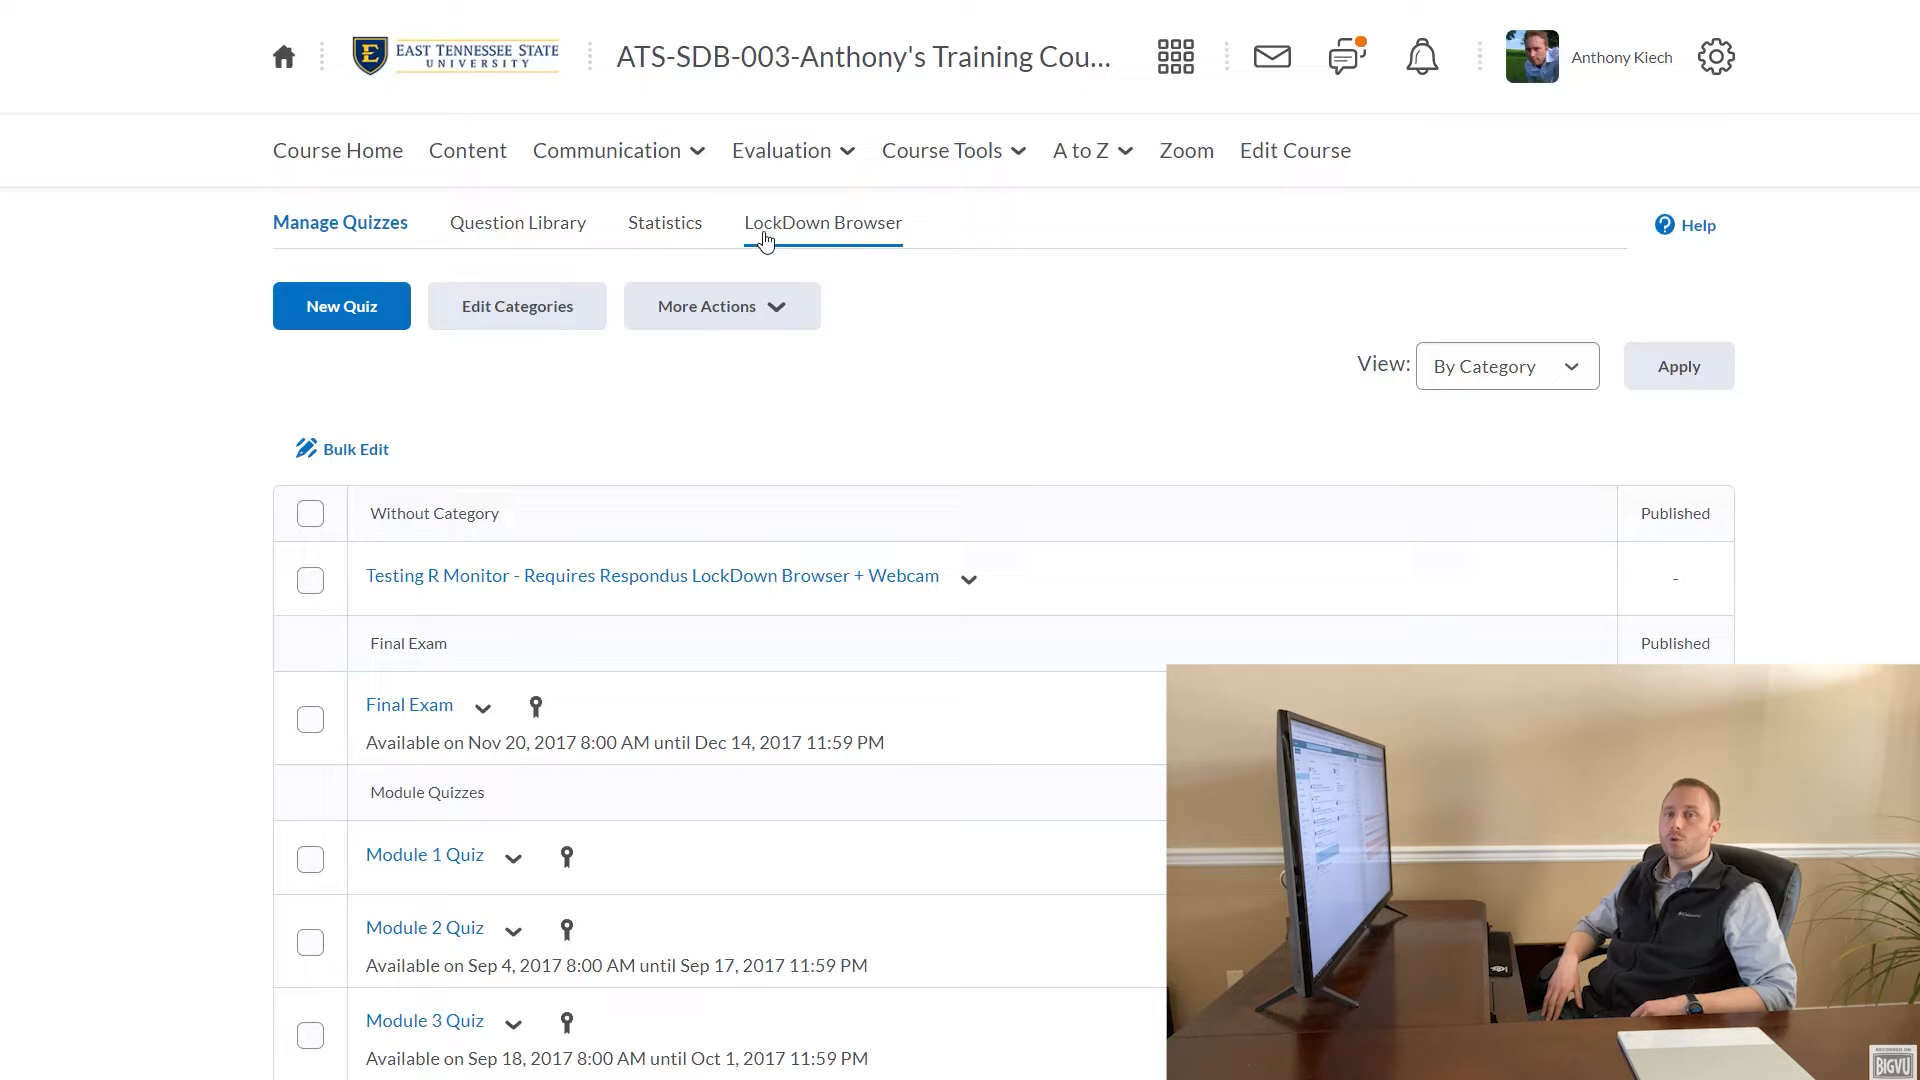 EAST TENNESSEE STATE
UNIVERSITY
ATS-SDB-003-Anthony's Training Cou...
Anthony Kiech
Course Home Content Communication Evaluation Course Tools A to Z Zoom Edit Course
Manage Quizzes Question Library Statistics LockDown Browser Help
New Quiz Edit Categories More Actions
View: By Category Apply
Bulk Edit
Without Category Published
Testing R Monitor - Requires Respondus LockDown Browser + Webcam -
Final Exam Published
Final Exam
Available on Nov 20, 2017 8:00 AM until Dec 14, 2017 11:59 PM
Module Quizzes
Module 1 Quiz
Module 2 Quiz
Available on Sep 4, 2017 8:00 AM until Sep 17, 2017 11:59 PM
Module 3 Quiz
Available on Sep 18, 2017 8:00 AM until Oct 1, 2017 11:59 PM
RECORDED ON
BIGVU